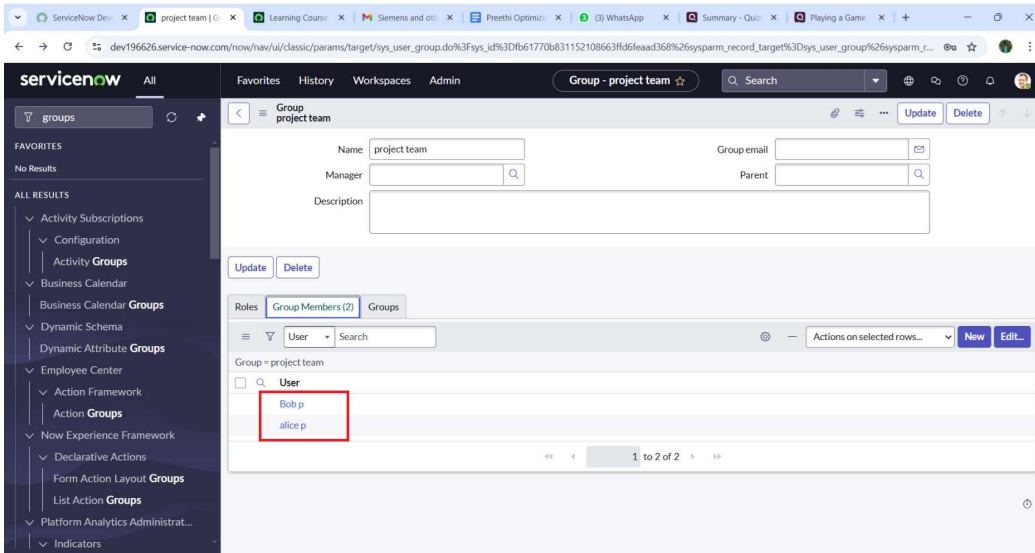 ServiceNow Dev
project team | G
Learning Course
Siemens and oth
Preethi Optimiz
(3) WhatsApp
Summary - Qui
Playing a Game
dev196626.service-now.com/now/nav/ui/classic/params/target/sys_user_group.do%3Fsys_id%3Dfb61770b831152108663ffd6feaad368%26sysparm_record_target%3Dsys_user_group%26sysparm_r...
servicenow All Favorites History Workspaces Admin Group - project team Search
groups
Group
project team
Update Delete
FAVORITES
No Results
ALL RESULTS
Activity Subscriptions
Configuration
Activity Groups
Business Calendar
Business Calendar Groups
Dynamic Schema
Dynamic Attribute Groups
Employee Center
Action Framework
Action Groups
Now Experience Framework
Declarative Actions
Form Action Layout Groups
List Action Groups
Platform Analytics Administrat...
Indicators
Name project team Group email
Manager Parent
Description
Update Delete
Roles Group Members (2) Groups
User Search Actions on selected rows... New Edit...
Group = project team
User
Bob p
alice p
1 to 2 of 2